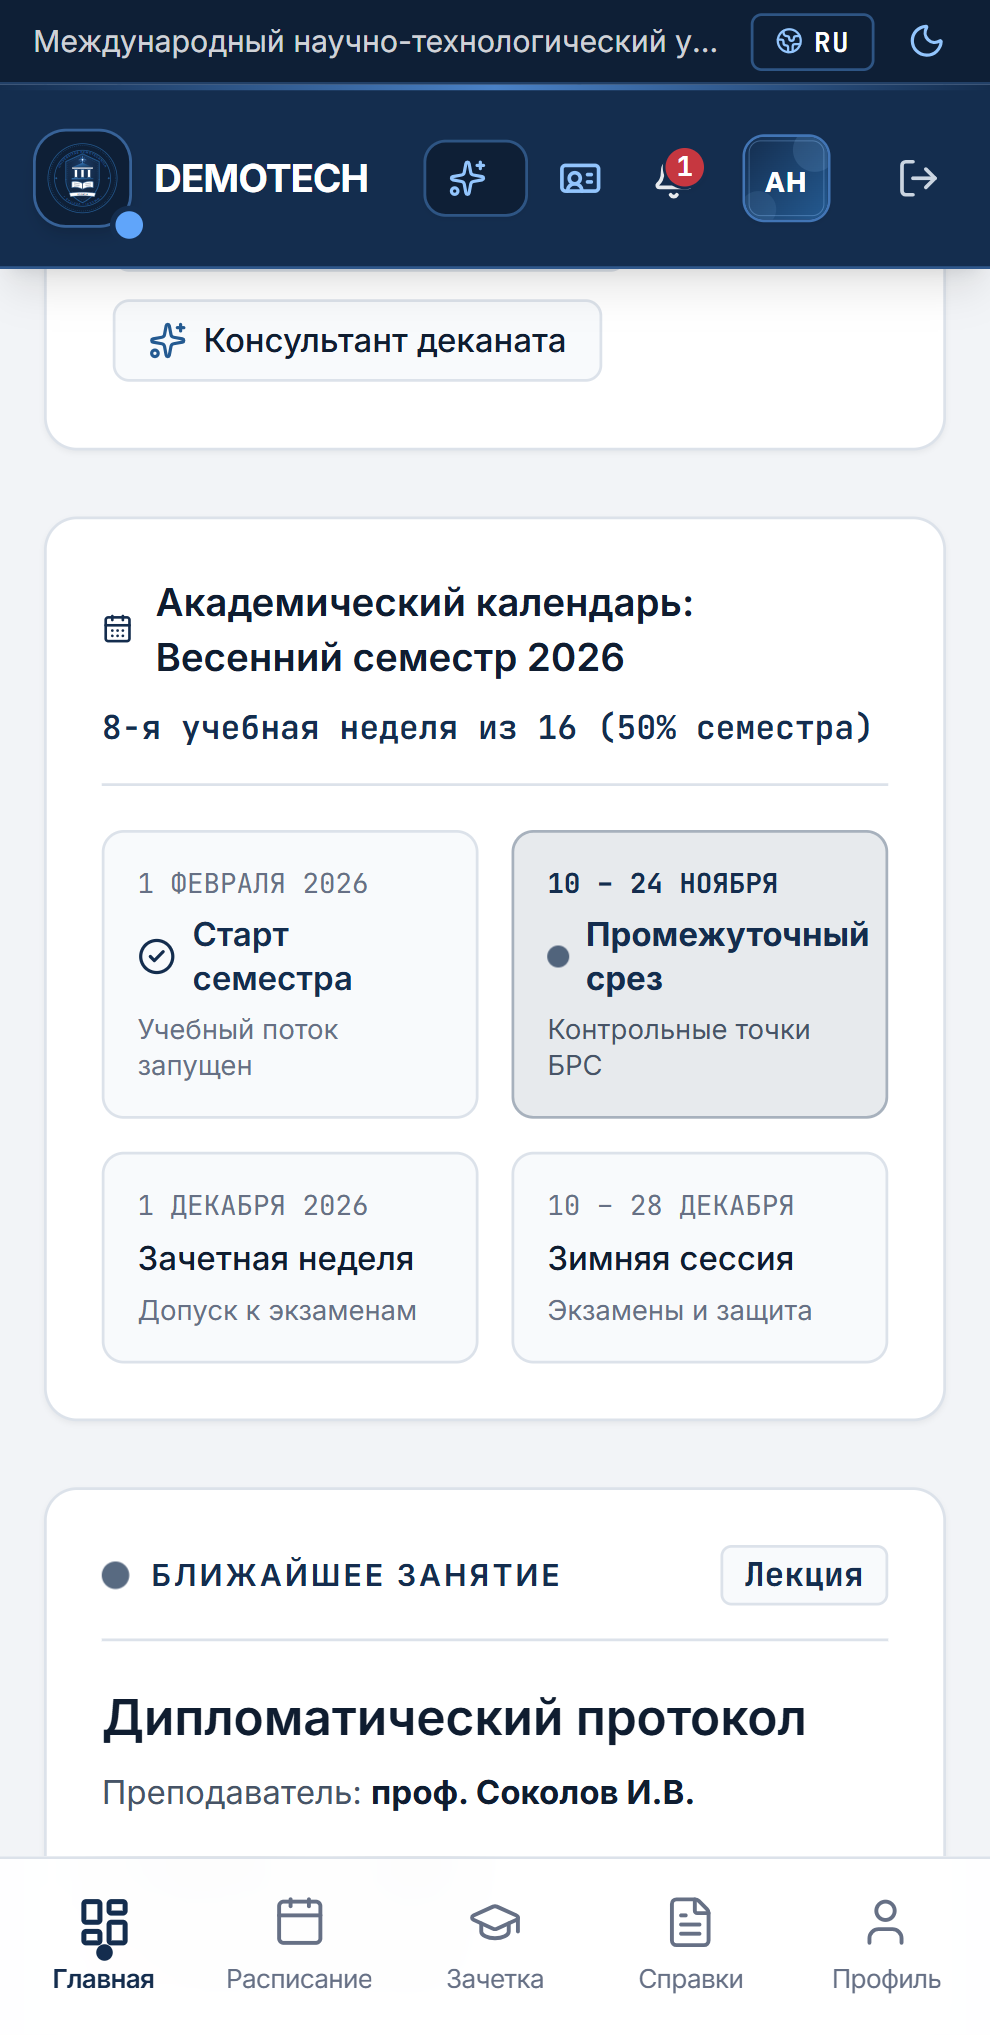 Международный научно-технологический у...
RU
DEMOTECH
1
АН
Консультант деканата
Академический календарь:
Весенний семестр 2026
8-я учебная неделя из 16 (50% семестра)
1 ФЕВРАЛЯ 2026
Старт
семестра
Учебный поток
запущен
10 – 24 НОЯБРЯ
Промежуточный
срез
Контрольные точки
БРС
1 ДЕКАБРЯ 2026
Зачетная неделя
Допуск к экзаменам
10 – 28 ДЕКАБРЯ
Зимняя сессия
Экзамены и защита
БЛИЖАЙШЕЕ ЗАНЯТИЕ
Лекция
Дипломатический протокол
Преподаватель: проф. Соколов И.В.
Главная
Расписание
Зачетка
Справки
Профиль